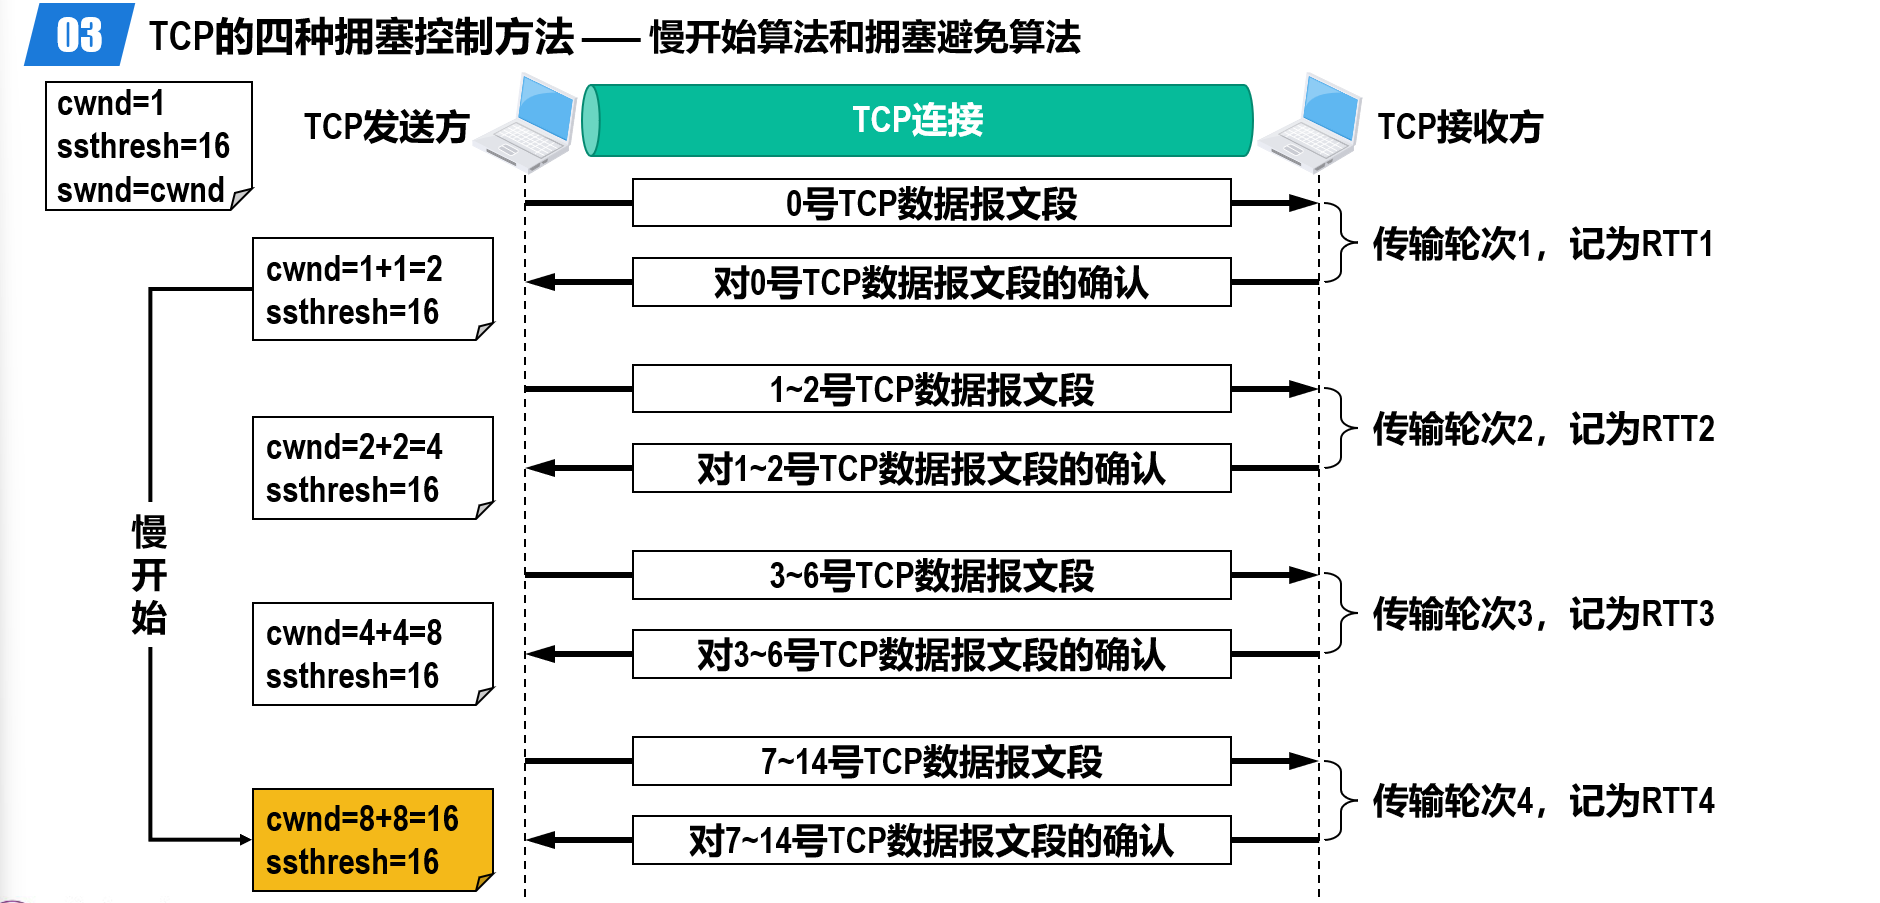 03
TCP的四种拥塞控制方法 —— 慢开始算法和拥塞避免算法
cwnd=1
ssthresh=16
swnd=cwnd
TCP发送方
TCP连接
TCP接收方
0号TCP数据报文段
传输轮次1，记为RTT1
cwnd=1+1=2
ssthresh=16
对0号TCP数据报文段的确认
1~2号TCP数据报文段
传输轮次2，记为RTT2
cwnd=2+2=4
ssthresh=16
对1~2号TCP数据报文段的确认
慢
开
始
3~6号TCP数据报文段
传输轮次3，记为RTT3
cwnd=4+4=8
ssthresh=16
对3~6号TCP数据报文段的确认
7~14号TCP数据报文段
传输轮次4，记为RTT4
cwnd=8+8=16
ssthresh=16
对7~14号TCP数据报文段的确认